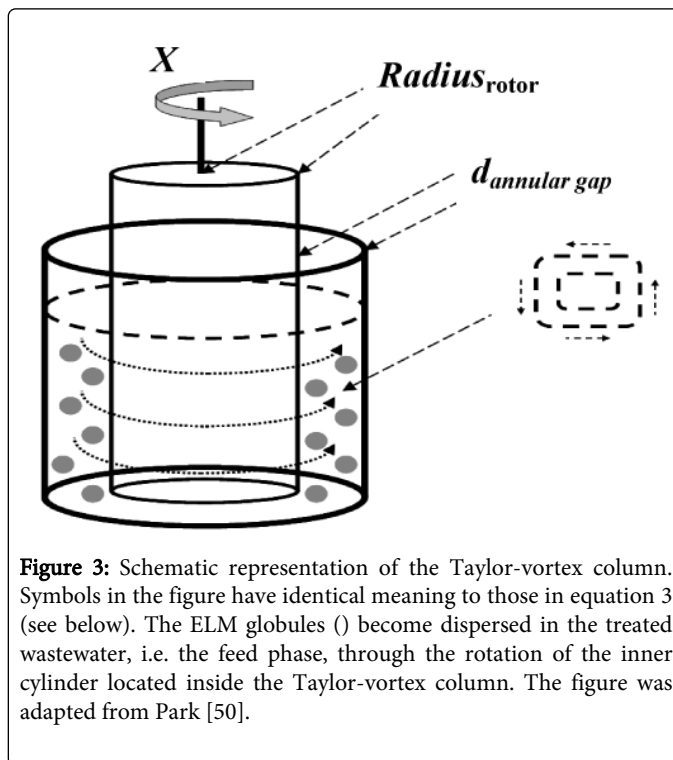 X
Radius rotor
d annular gap
Figure 3: Schematic representation of the Taylor-vortex column.
Symbols in the figure have identical meaning to those in equation 3
(see below). The ELM globules () become dispersed in the treated
wastewater, i.e. the feed phase, through the rotation of the inner
cylinder located inside the Taylor-vortex column. The figure was
adapted from Park [50].